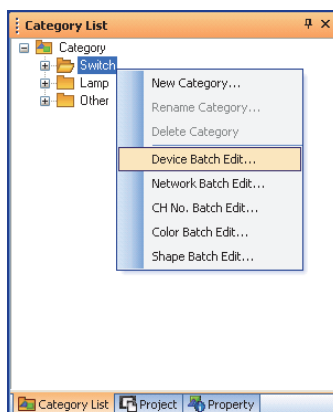 Category List
Category
Switch
Lamp
Other
New Category...
Rename Category...
Delete Category
Device Batch Edit...
Network Batch Edit...
CH No. Batch Edit...
Color Batch Edit...
Shape Batch Edit...
Category List Project Property